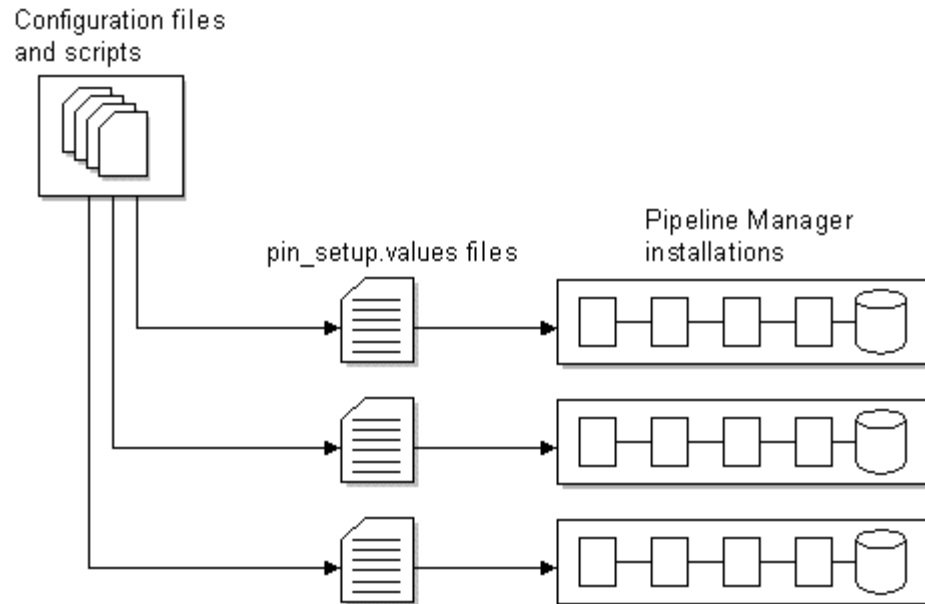 Configuration files
and scripts
pin_setup.values files
Pipeline Manager
installations